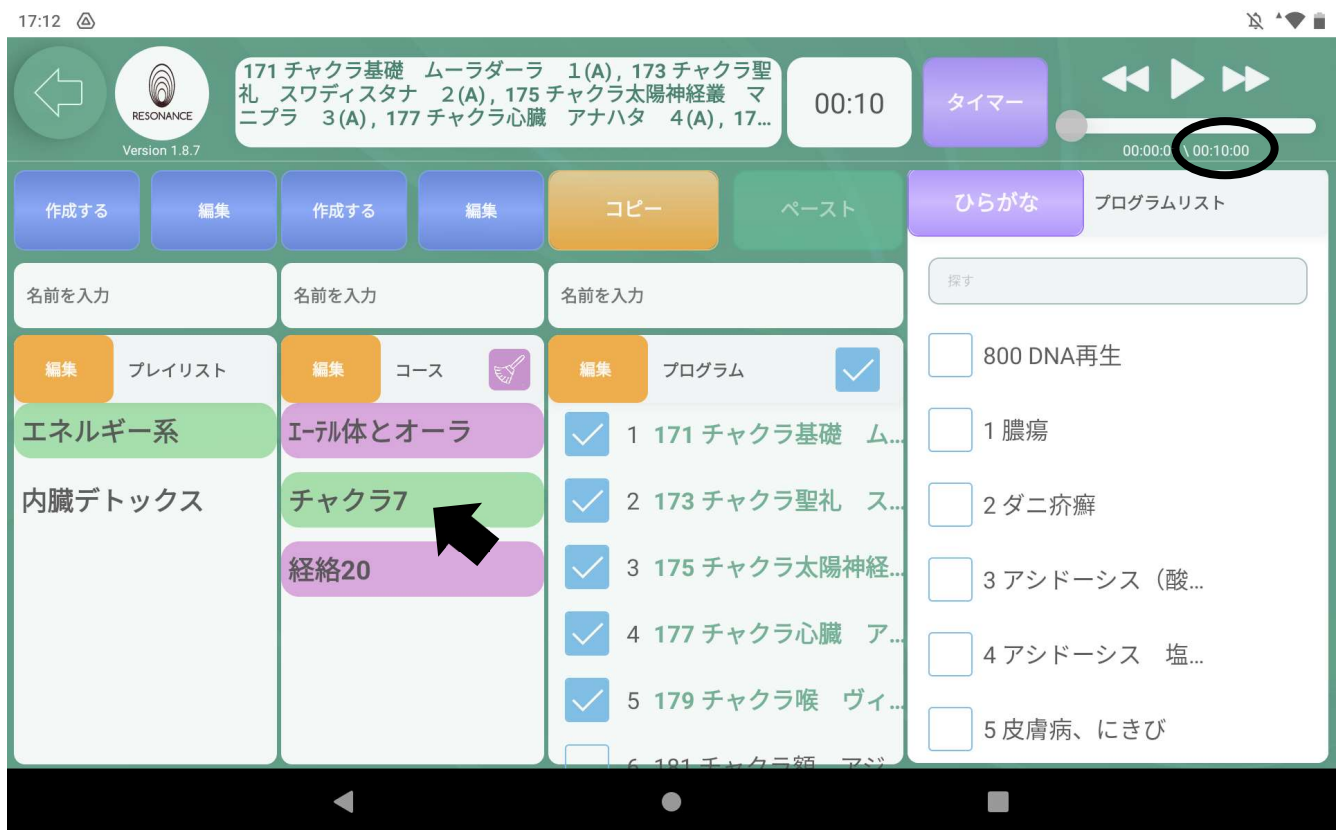 17:12
RESONANCE
Version 1.8.7
171 チャクラ基礎　ムーラダーラ　１(A) , 173 チャクラ聖
礼　スワディスタナ　２(A) , 175 チャクラ太陽神経叢　マ
ニプラ　３(A) , 177 チャクラ心臓　アナハタ　４(A) , 17...
00:10
タイマー
00:00:0 \ 00:10:00
作成する
編集
作成する
編集
コピー
ペースト
ひらがな
プログラムリスト
名前を入力
名前を入力
名前を入力
探す
編集
プレイリスト
編集
コース
編集
プログラム
エネルギー系
内臓デトックス
ｴｰﾃﾙ体とオーラ
チャクラ7
経絡20
1 171 チャクラ基礎　ム...
2 173 チャクラ聖礼　ス...
3 175 チャクラ太陽神経...
4 177 チャクラ心臓　ア...
5 179 チャクラ喉　ヴィ...
6 181 チャクラ額　アジ
800 DNA再生
1 膿瘍
2 ダニ疥癬
3 アシドーシス（酸...
4 アシドーシス　塩...
5 皮膚病、にきび